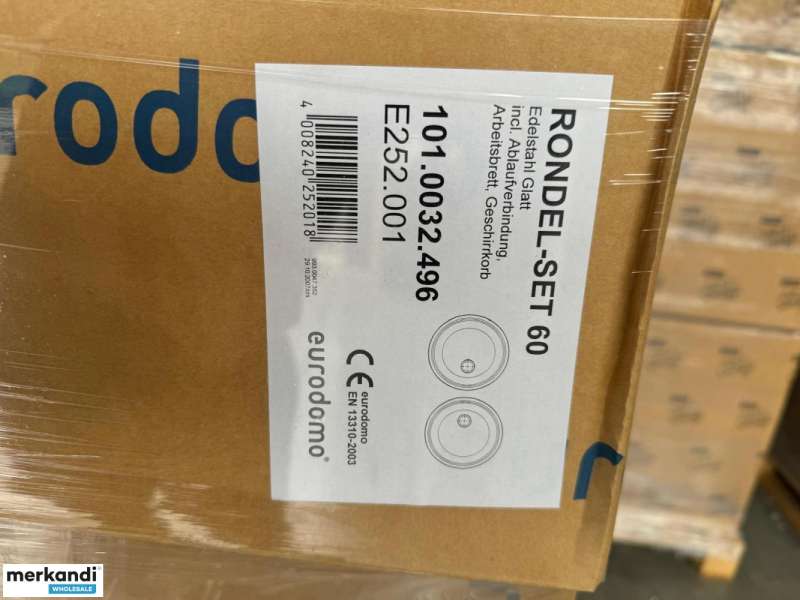 rodo
RONDEL-SET 60
Edelstahl Glatt
incl. Ablaufverbindung,
Arbeitsbrett, Geschirrkorb
101.0032.496
E252.001
4 008240 252018
eurodomo®
CE
eurodomo
EN 13310-2003
merkandi
WHOLESALE